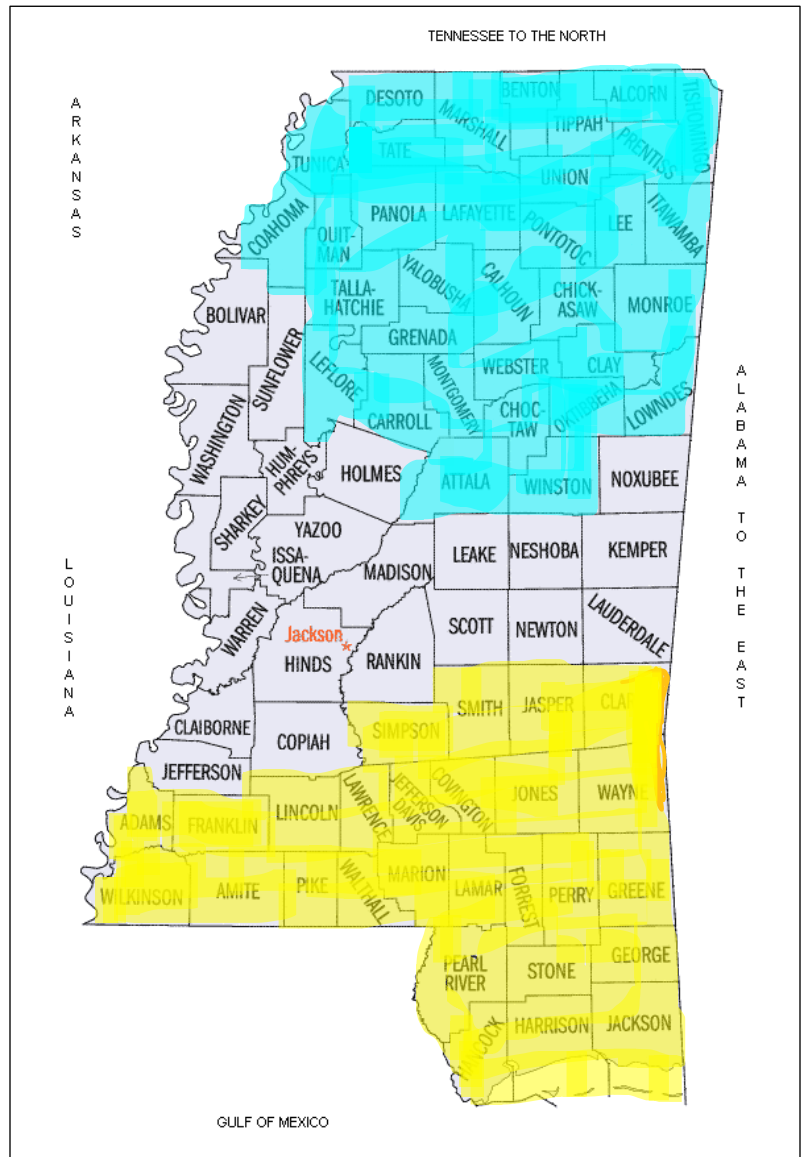 TENNESSEE TO THE NORTH
ARKANSAS
DESOTO
MARSHALL
BENTON
ALCORN
TISHOMINGO
TIPPAH
PRENTISS
TUNICA
TATE
UNION
COAHOMA
QUIT-
MAN
PANOLA
LAFAYETTE
PONTOTOC
LEE
ITAWAMBA
BOLIVAR
TALLA-
HATCHIE
YALOBUSHA
CALHOUN
CHICK-
ASAW
MONROE
SUNFLOWER
GRENADA
LEFLORE
MONTGOMERY
WEBSTER
CLAY
WASHINGTON
CARROLL
CHOC-
TAW
OKTIBBEHA
LOWNDES
ALABAMA TO THE EAST
HUM-
PHREYS
HOLMES
ATTALA
WINSTON
NOXUBEE
SHARKEY
YAZOO
ISSA-
QUENA
MADISON
LEAKE
NESHOBA
KEMPER
LOUISIANA
WARREN
Jackson
*
HINDS
RANKIN
SCOTT
NEWTON
LAUDERDALE
CLAIBORNE
COPIAH
SIMPSON
SMITH
JASPER
JEFFERSON
ADAMS
FRANKLIN
LINCOLN
LAWRENCE
JEFFERSON
DAVIS
COVINGTON
JONES
WAYNE
WILKINSON
AMITE
PIKE
WALTHALL
MARION
LAMAR
FORREST
PERRY
GREENE
PEARL
RIVER
STONE
GEORGE
HANCOCK
HARRISON
JACKSON
GULF OF MEXICO